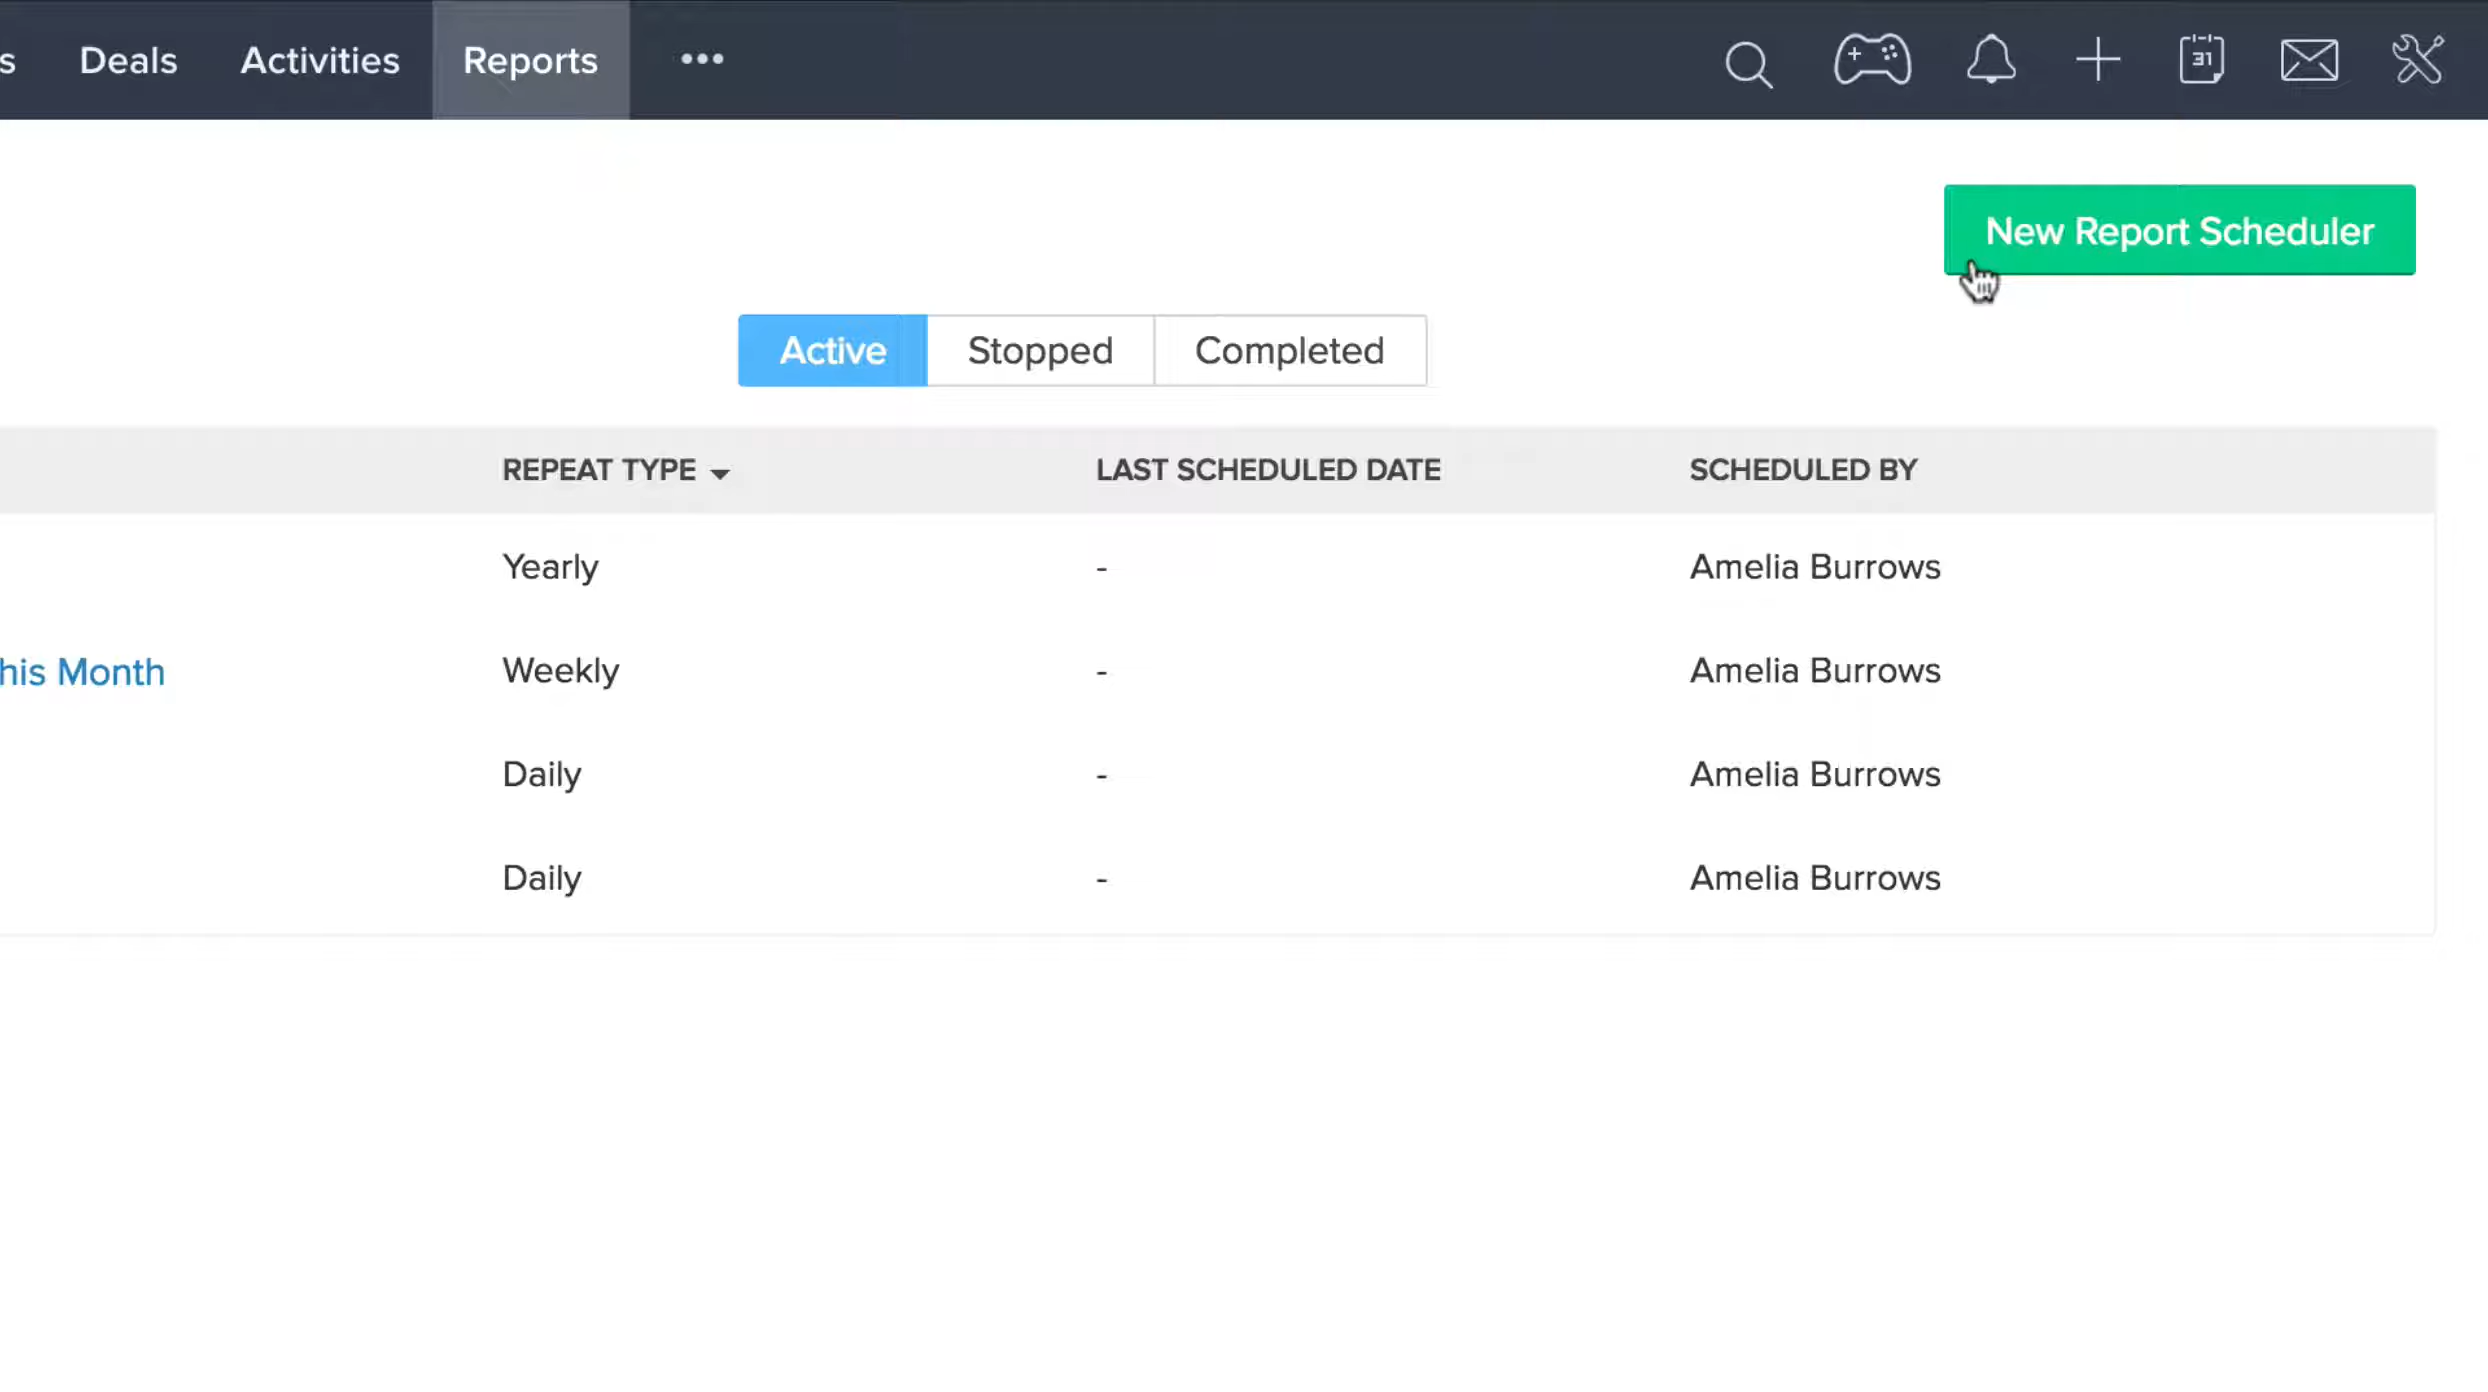 s Deals Activities Reports •••
31
New Report Scheduler
Active Stopped Completed
REPEAT TYPE LAST SCHEDULED DATE SCHEDULED BY
Yearly - Amelia Burrows
his Month Weekly - Amelia Burrows
Daily - Amelia Burrows
Daily - Amelia Burrows